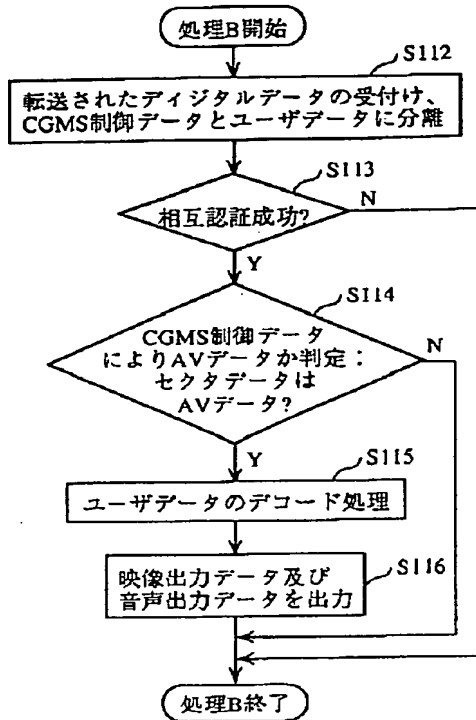 処理B開始
S112
転送されたディジタルデータの受付け、
CGMS制御データとユーザデータに分離
S113
相互認証成功?
N
Y
S114
CGMS制御データ
によりAVデータか判定：
セクタデータは
AVデータ?
N
Y
S115
ユーザデータのデコード処理
S116
映像出力データ及び
音声出力データを出力
処理B終了